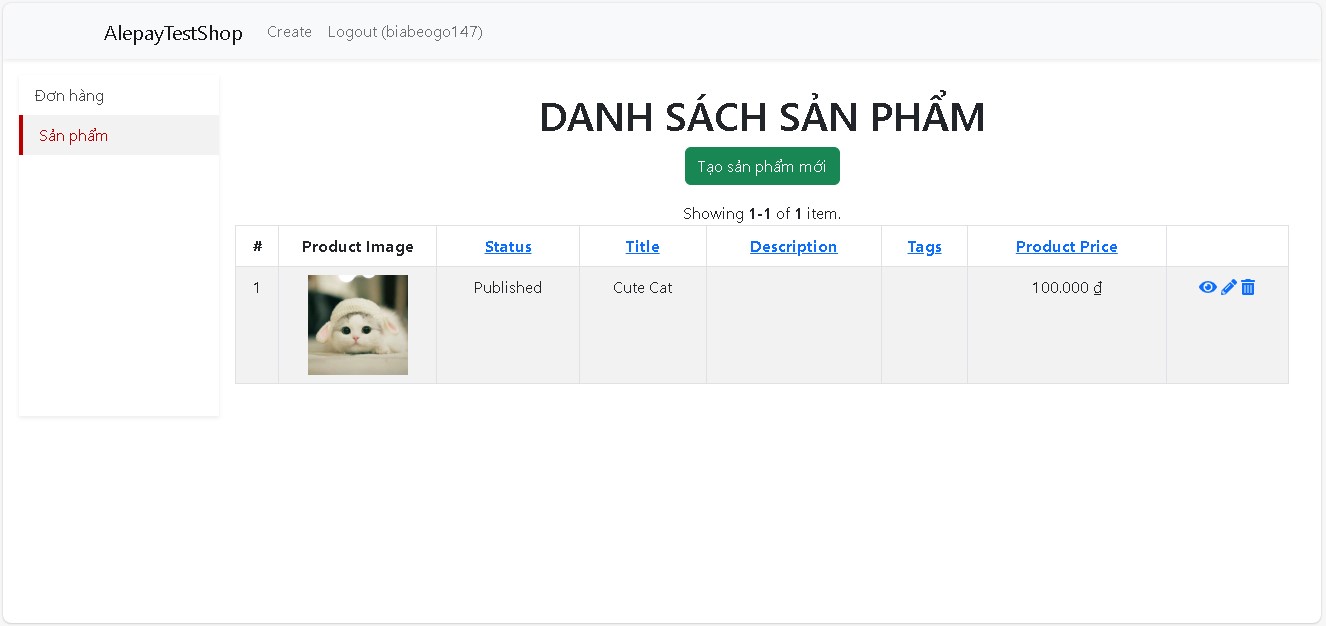 AlepayTestShop Create Logout (biabeogo147)
Đơn hàng
Sản phẩm
DANH SÁCH SẢN PHẨM
Tạo sản phẩm mới
Showing 1-1 of 1 item.
# Product Image Status Title Description Tags Product Price
1 Published Cute Cat 100.000 ₫